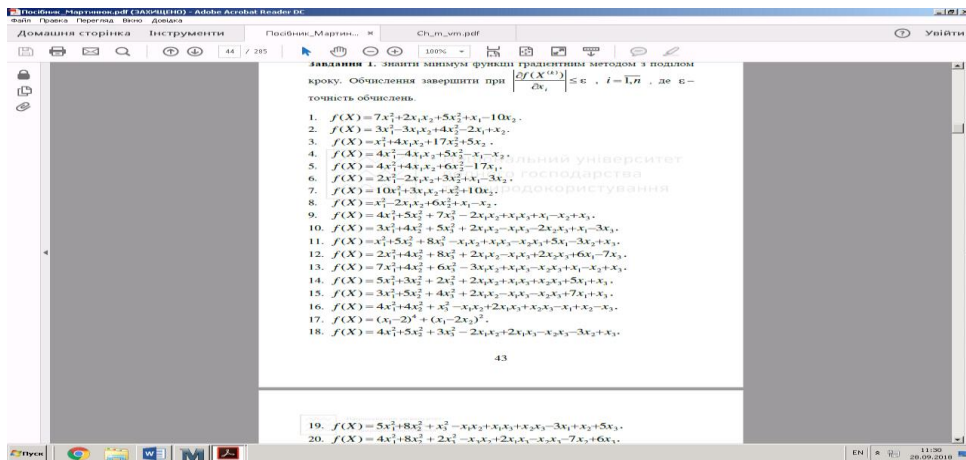 Посібник_Мартинюк.pdf (ЗАХИЩЕНО) - Adobe Acrobat Reader DC
Файл Правка Перегляд Вікно Довідка
Домашня сторінка Інструменти Посібник_Мартин... × Ch_m_vm.pdf Увійти
44 / 205 100%
Завдання 1. Знайти мінімум функції градієнтним методом з поділом
кроку. Обчислення завершити при |∂f(X⁽ᵏ⁾)/∂xᵢ| ≤ ε , i = 1,n , де ε–
точність обчислень.
1. f(X) = 7x₁²+2x₁x₂+5x₂²+x₁−10x₂.
2. f(X) = 3x₁²−3x₁x₂+4x₂²−2x₁+x₂.
3. f(X) =x₁²+4x₁x₂+17x₂²+5x₂.
4. f(X) = 4x₁²−4x₁x₂+5x₂²−x₁−x₂.
5. f(X) = 4x₁²+4x₁x₂+6x₂²−17x₁.
6. f(X) = 2x₁²−2x₁x₂+3x₂²+x₁−3x₂.
7. f(X) = 10x₁²+3x₁x₂+x₂²+10x₂.
8. f(X) =x₁²−2x₁x₂+6x₂²+x₁−x₂.
9. f(X) = 4x₁²+5x₂² + 7x₃² − 2x₁x₂+x₁x₃+x₁−x₂+x₃.
10. f(X) = 3x₁²+4x₂² + 5x₃² + 2x₁x₂−x₁x₃−2x₂x₃+x₁−3x₃.
11. f(X) =x₁²+5x₂² + 8x₃² −x₁x₂+x₁x₃−x₂x₃+5x₁−3x₂+x₃.
12. f(X) = 2x₁²+4x₂² + 8x₃² + 2x₁x₂−x₁x₃+2x₂x₃+6x₁−7x₃.
13. f(X) = 7x₁²+4x₂² + 6x₃² − 3x₁x₂+x₁x₃−x₂x₃+x₁−x₂+x₃.
14. f(X) = 5x₁²+3x₂² + 2x₃² + 2x₁x₂+x₁x₃+x₂x₃+5x₁+x₃.
15. f(X) = 3x₁²+5x₂² + 4x₃² + 2x₁x₂−x₁x₃−x₂x₃+7x₁+x₃.
16. f(X) = 4x₁²+4x₂² + x₃² −x₁x₂+2x₁x₃+x₂x₃−x₁+x₂−x₃.
17. f(X) = (x₁−2)⁴ + (x₁−2x₂)².
18. f(X) = 4x₁²+5x₂² + 3x₃² − 2x₁x₂+2x₁x₃−x₂x₃−3x₂+x₃.
43
19. f(X) = 5x₁²+8x₂² + x₃² −x₁x₂+x₁x₃+x₂x₃−3x₁+x₂+5x₃.
20. f(X) = 4x₁²+8x₂² + 2x₃² −x₁x₂+2x₁x₃−x₂x₃−7x₂+6x₃.
Пуск EN 11:30
28.09.2018